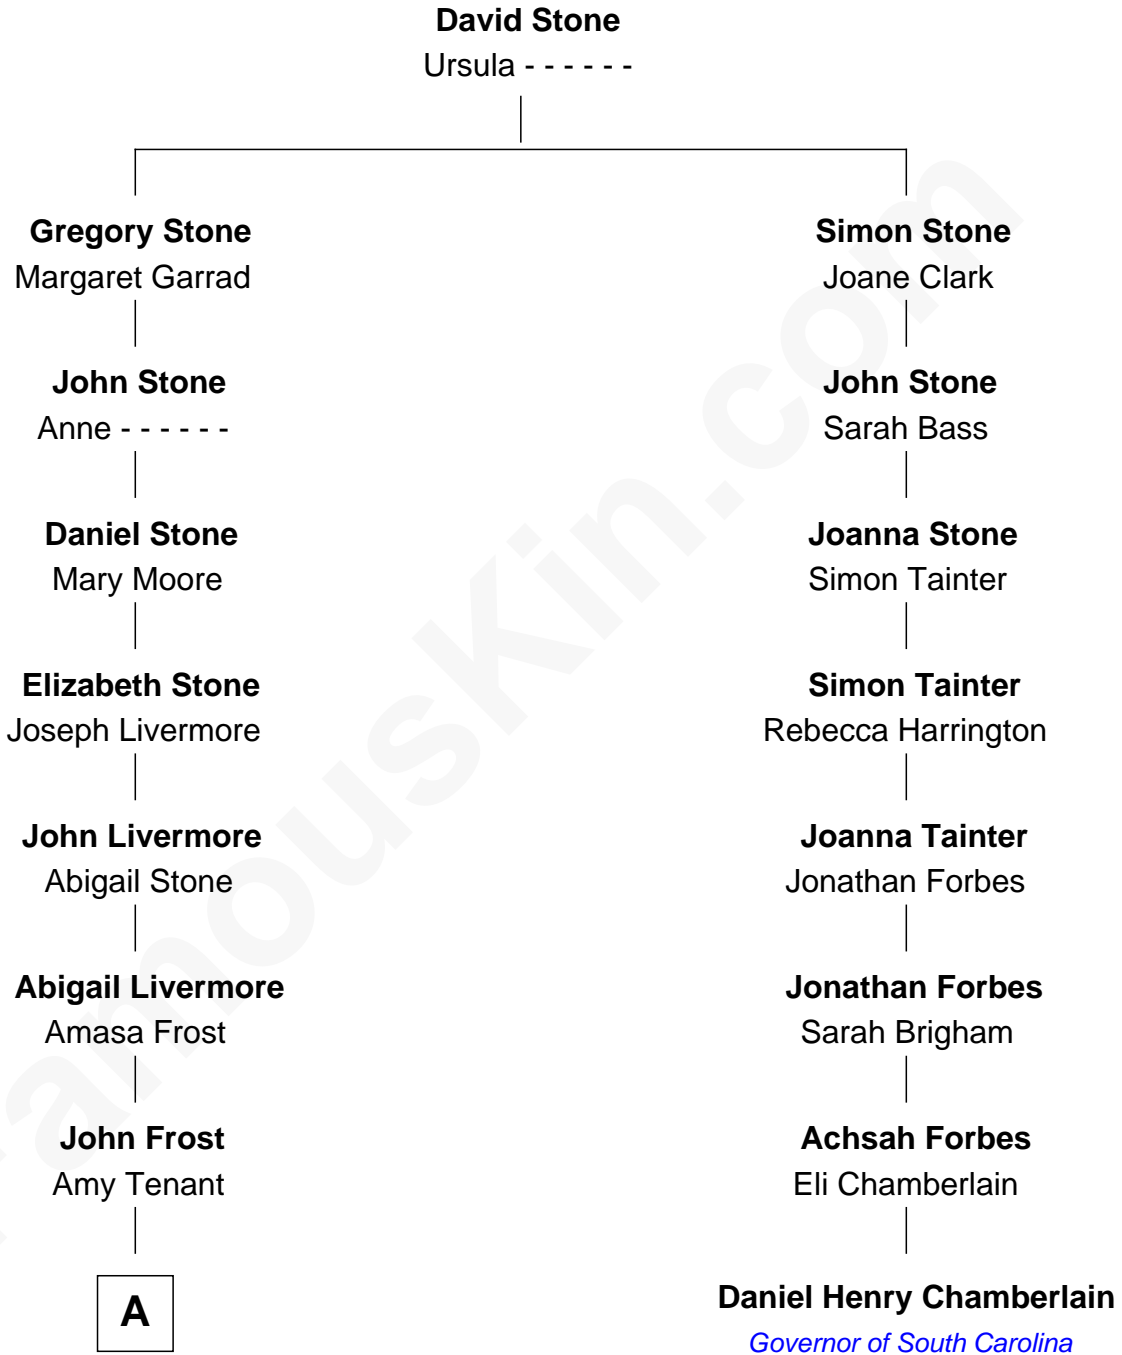 David Stone
Ursula - - - - - -
Gregory Stone
Margaret Garrad
Simon Stone
Joane Clark
John Stone
Anne - - - - - -
John Stone
Sarah Bass
Daniel Stone
Mary Moore
Joanna Stone
Simon Tainter
Elizabeth Stone
Joseph Livermore
Simon Tainter
Rebecca Harrington
John Livermore
Abigail Stone
Joanna Tainter
Jonathan Forbes
Abigail Livermore
Amasa Frost
Jonathan Forbes
Sarah Brigham
John Frost
Amy Tenant
Achsah Forbes
Eli Chamberlain
A
Daniel Henry Chamberlain
Governor of South Carolina
FamousKin.com